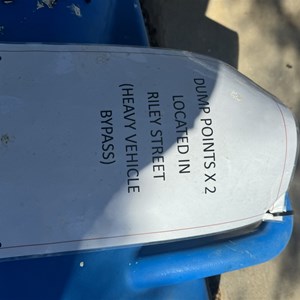 DUMP POINTS X 2
LOCATED IN
RILEY STREET
(HEAVY VEHICLE
BYPASS)